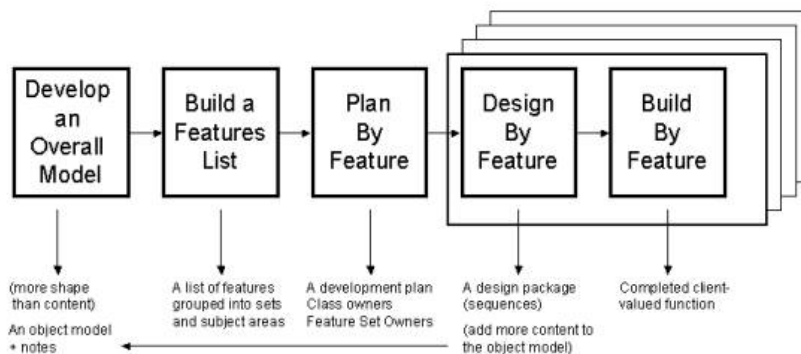 Develop
an
Overall
Model
Build a
Features
List
Plan
By
Feature
Design
By
Feature
Build
By
Feature
(more shape
than content)
An object model
+ notes
A list of features
grouped into sets
and subject areas
A development plan
Class owners
Feature Set Owners
A design package
(sequences)
(add more content to
the object model)
Completed client-
valued function